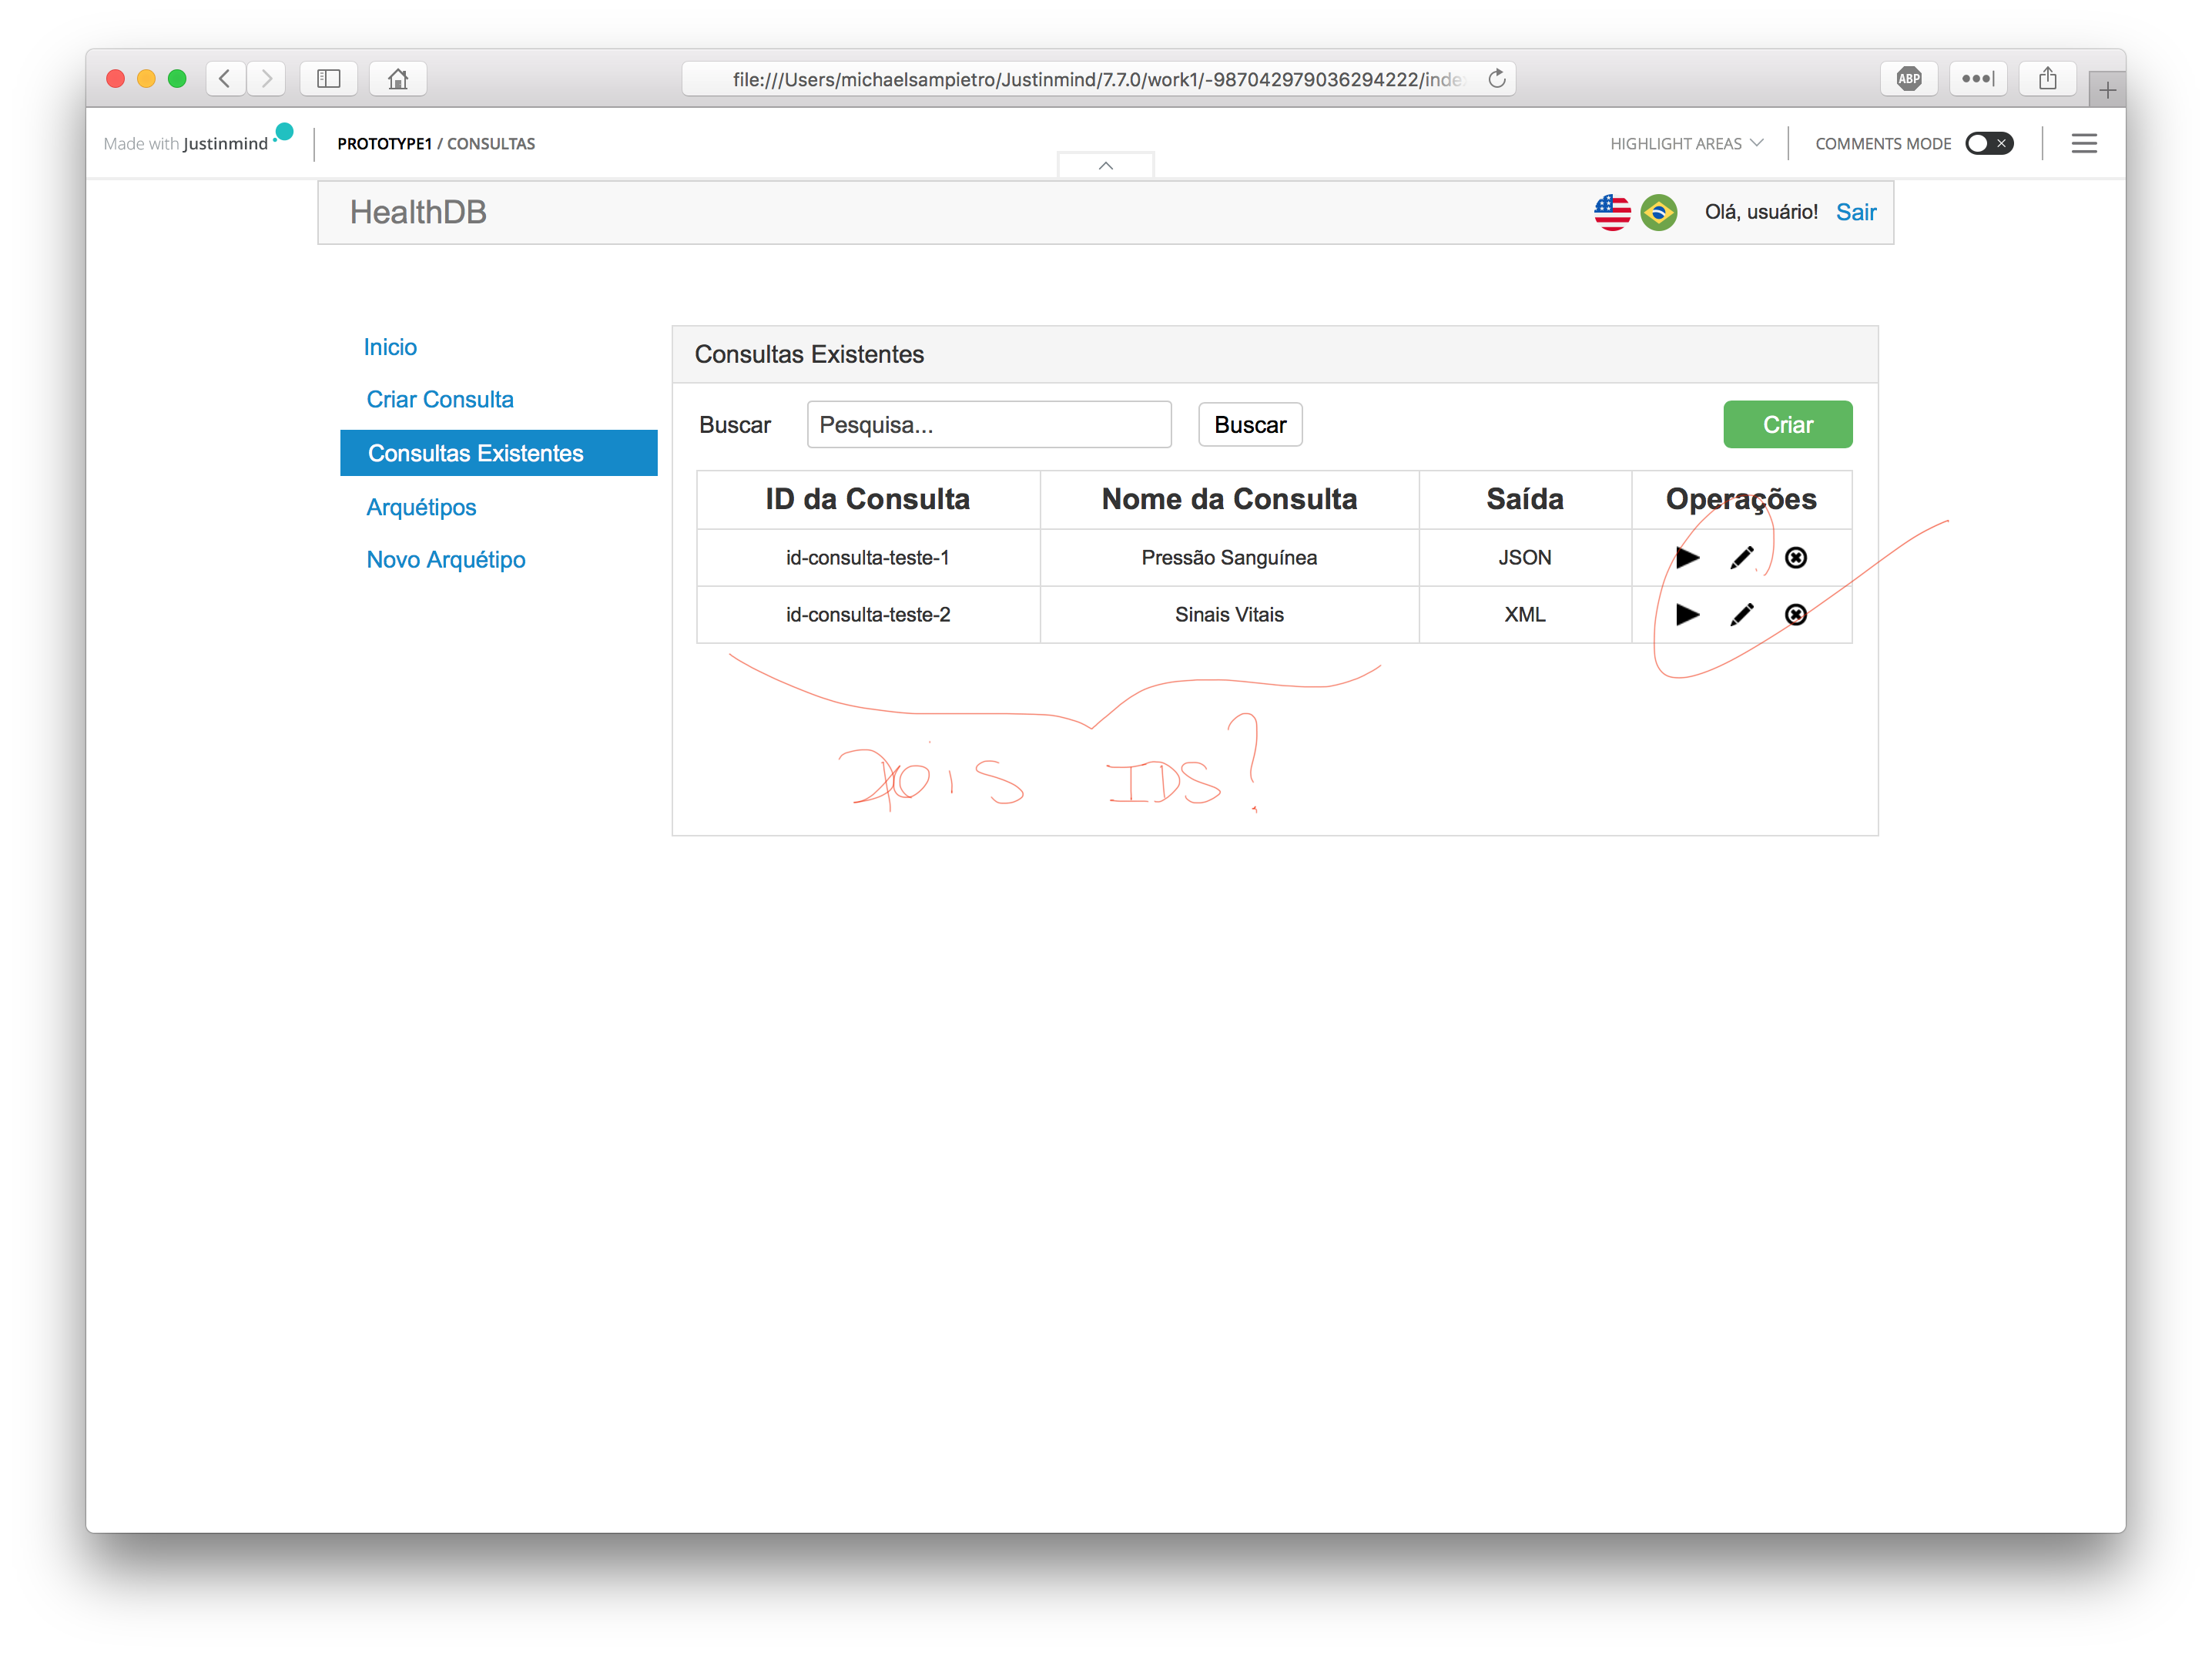 file:///Users/michaelsampietro/Justinmind/7.7.0/work1/-987042979036294222/inde
ABP
Made with Justinmind
PROTOTYPE1 / CONSULTAS
HIGHLIGHT AREAS
COMMENTS MODE
HealthDB
Olá, usuário! Sair
Inicio
Criar Consulta
Consultas Existentes
Arquétipos
Novo Arquétipo
Consultas Existentes
Buscar Pesquisa... Buscar Criar
ID da Consulta Nome da Consulta Saída Operações
id-consulta-teste-1 Pressão Sanguínea JSON
id-consulta-teste-2 Sinais Vitais XML
DOIS IDS?